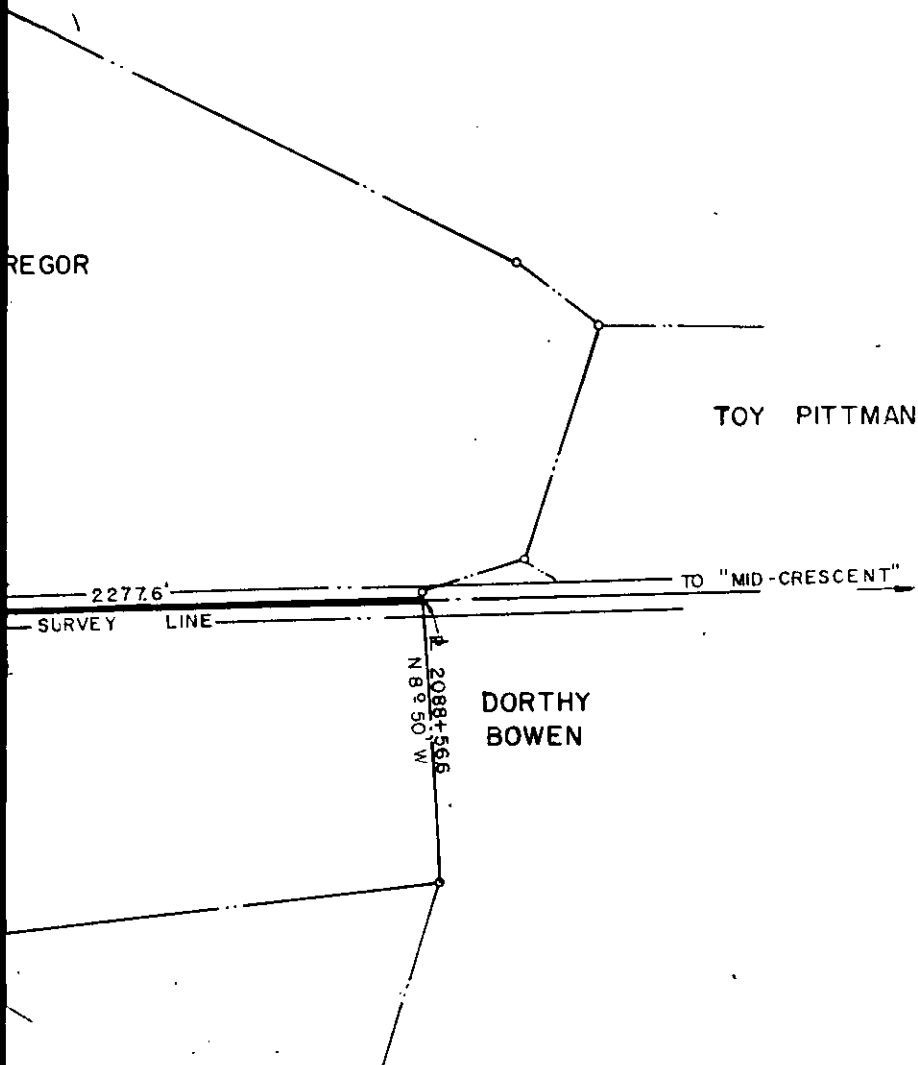 REGOR
TOY PITTMAN
2277.6'
TO "MID-CRESCENT"
SURVEY LINE
⅊ 2088+56.6
N 8° 50' W
DORTHY
BOWEN